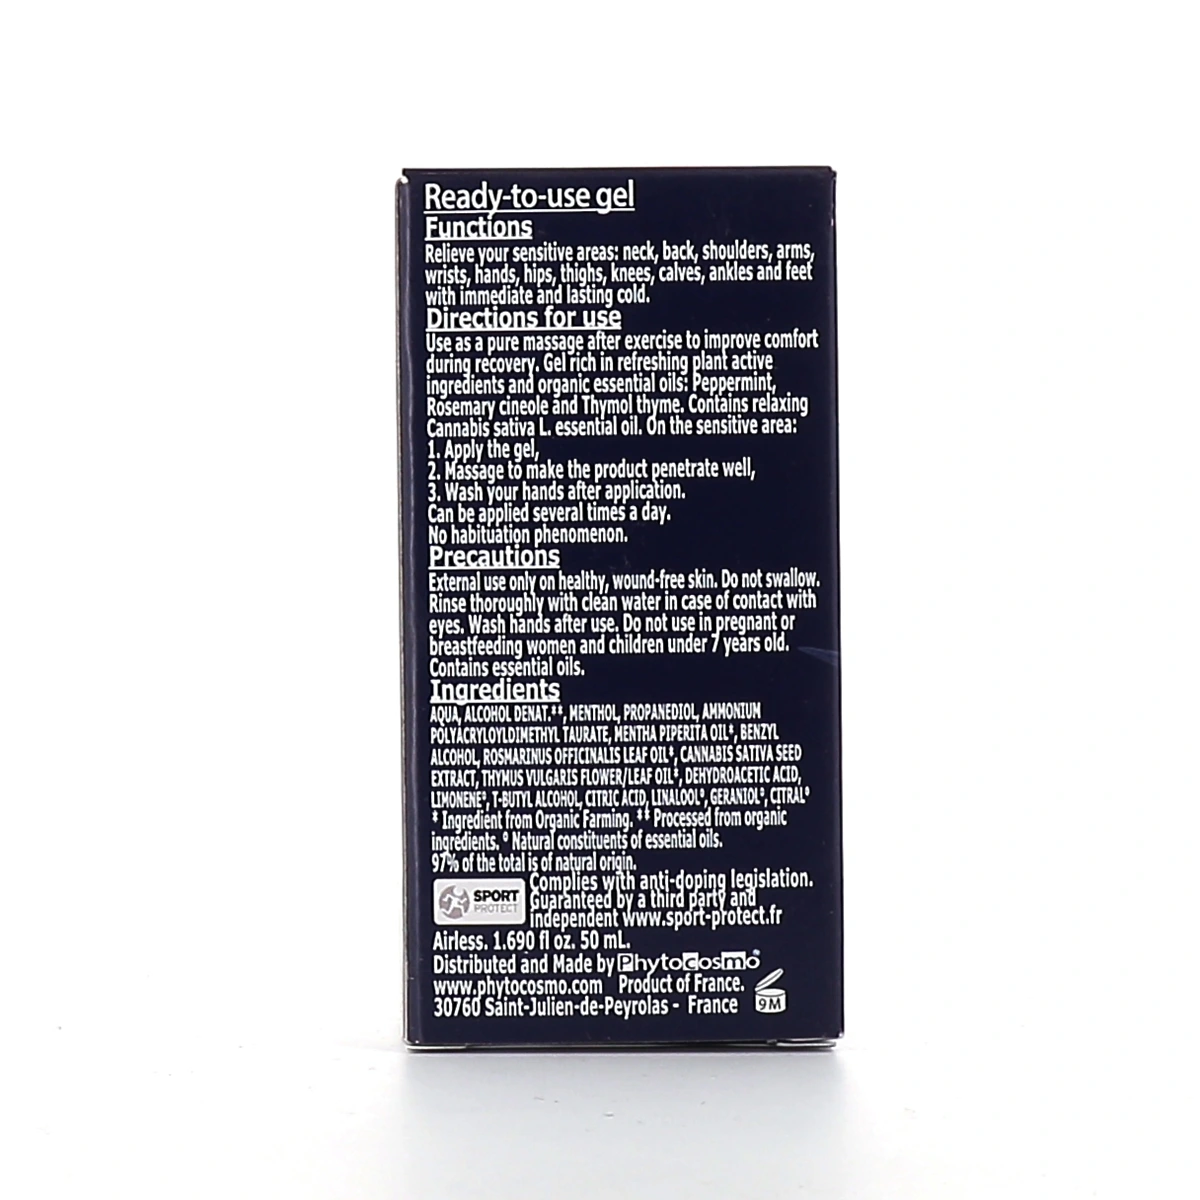 Ready-to-use gel
Functions
Relieve your sensitive areas: neck, back, shoulders, arms,
wrists, hands, hips, thighs, knees, calves, ankles and feet
with immediate and lasting cold.
Directions for use
Use as a pure massage after exercise to improve comfort
during recovery. Gel rich in refreshing plant active
ingredients and organic essential oils: Peppermint,
Rosemary cineole and Thymol thyme. Contains relaxing
Cannabis sativa L. essential oil. On the sensitive area:
1. Apply the gel,
2. Massage to make the product penetrate well,
3. Wash your hands after application.
Can be applied several times a day.
No habituation phenomenon.
Precautions
External use only on healthy, wound-free skin. Do not swallow.
Rinse thoroughly with clean water in case of contact with
eyes. Wash hands after use. Do not use in pregnant or
breastfeeding women and children under 7 years old.
Contains essential oils.
Ingredients
AQUA, ALCOHOL DENAT.**, MENTHOL, PROPANEDIOL, AMMONIUM
POLYACRYLOYLDIMETHYL TAURATE, MENTHA PIPERITA OIL*, BENZYL
ALCOHOL, ROSMARINUS OFFICINALIS LEAF OIL*, CANNABIS SATIVA SEED
EXTRACT, THYMUS VULGARIS FLOWER/LEAF OIL*, DEHYDROACETIC ACID,
LIMONENE°, T-BUTYL ALCOHOL, CITRIC ACID, LINALOOL°, GERANIOL°, CITRAL°
* Ingredient from Organic Farming. ** Processed from organic
ingredients. ° Natural constituents of essential oils.
97% of the total is of natural origin.
SPORT
PROTECT
Complies with anti-doping legislation.
Guaranteed by a third party and
independent www.sport-protect.fr
Airless. 1.690 fl oz. 50 mL.
Distributed and Made by Phytocosmo™
www.phytocosmo.com Product of France.
30760 Saint-Julien-de-Peyrolas - France
9M